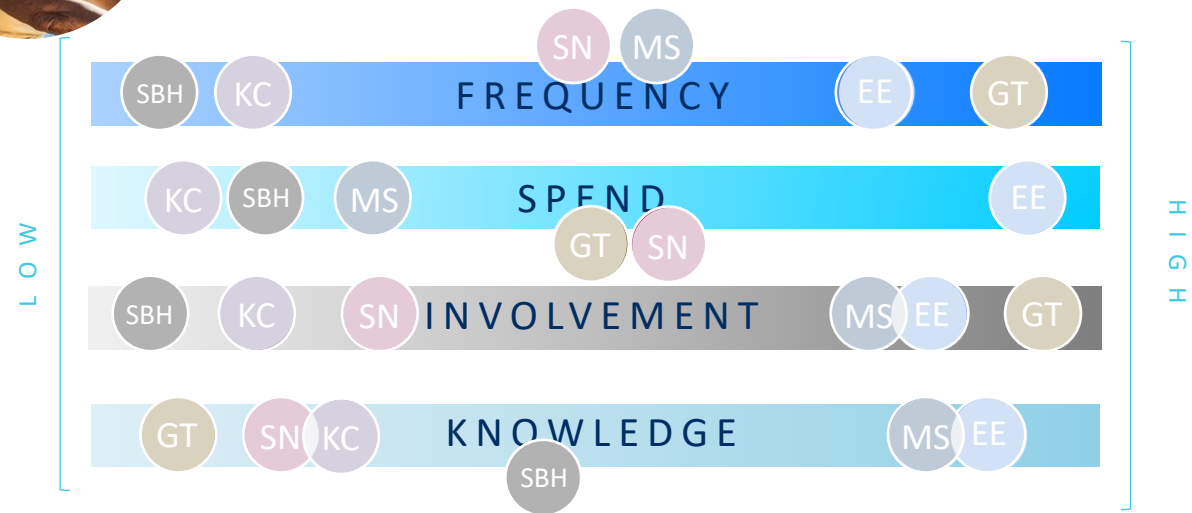 SN MS
SBH KC FREQUENCY EE GT
KC SBH MS SPEND EE
GT SN
LOW
HIGH
SBH KC SN INVOLVEMENT MS EE GT
GT SN KC KNOWLEDGE MS EE
SBH